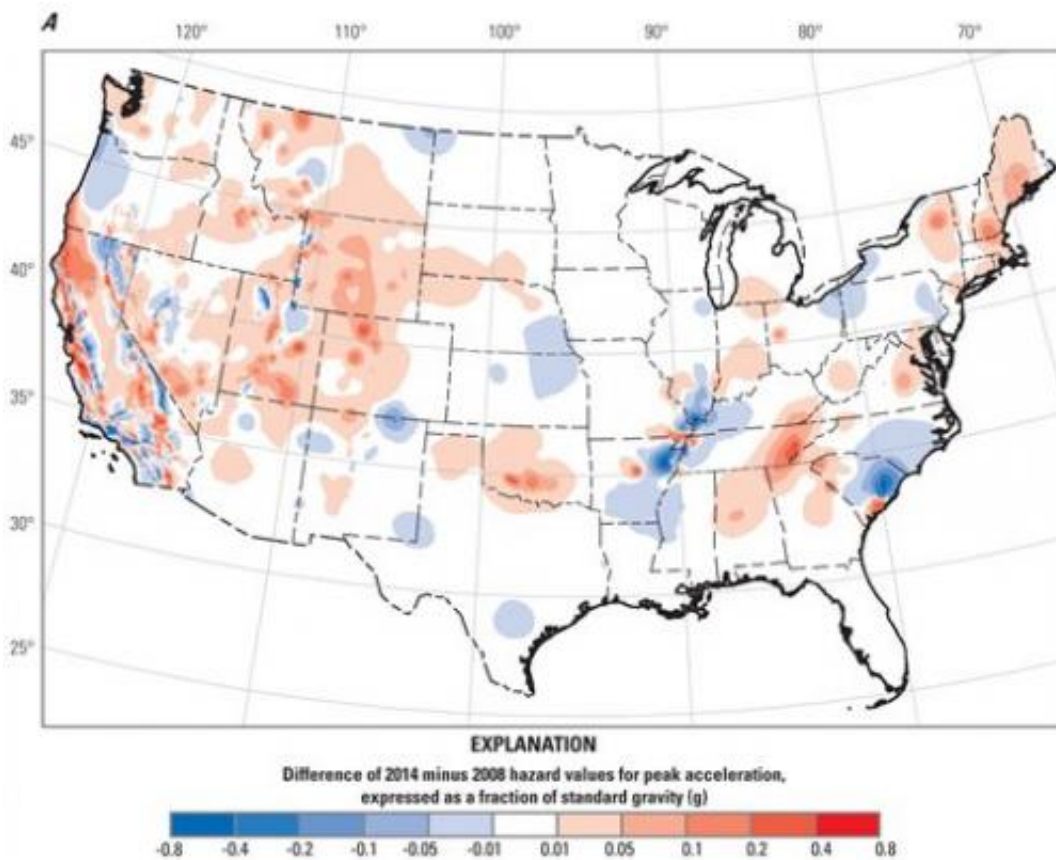 A
120° 110° 100° 90° 80° 70°
45°
40°
35°
30°
25°
EXPLANATION
Difference of 2014 minus 2008 hazard values for peak acceleration,
expressed as a fraction of standard gravity (g)
-0.8 -0.4 -0.2 -0.1 -0.05 -0.01 0.01 0.05 0.1 0.2 0.4 0.8